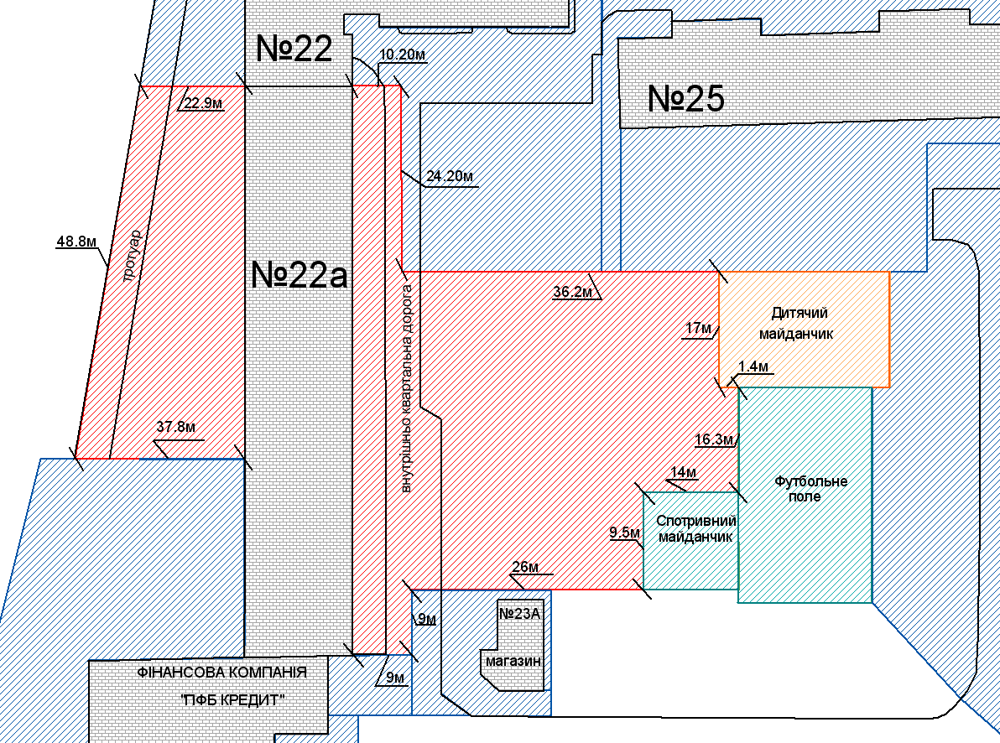 №22
10.20м
22.9м
№25
24.20м
48.8м
тротуар
№22а
36.2м
внутрішньо квартальна дорога
Дитячий
майданчик
17м
1.4м
37.8м
16.3м
14м
Футбольне
поле
Спотривний
майданчик
9.5м
26м
№23А
9м
магазин
9м
ФІНАНСОВА КОМПАНІЯ
"ПФБ КРЕДИТ"